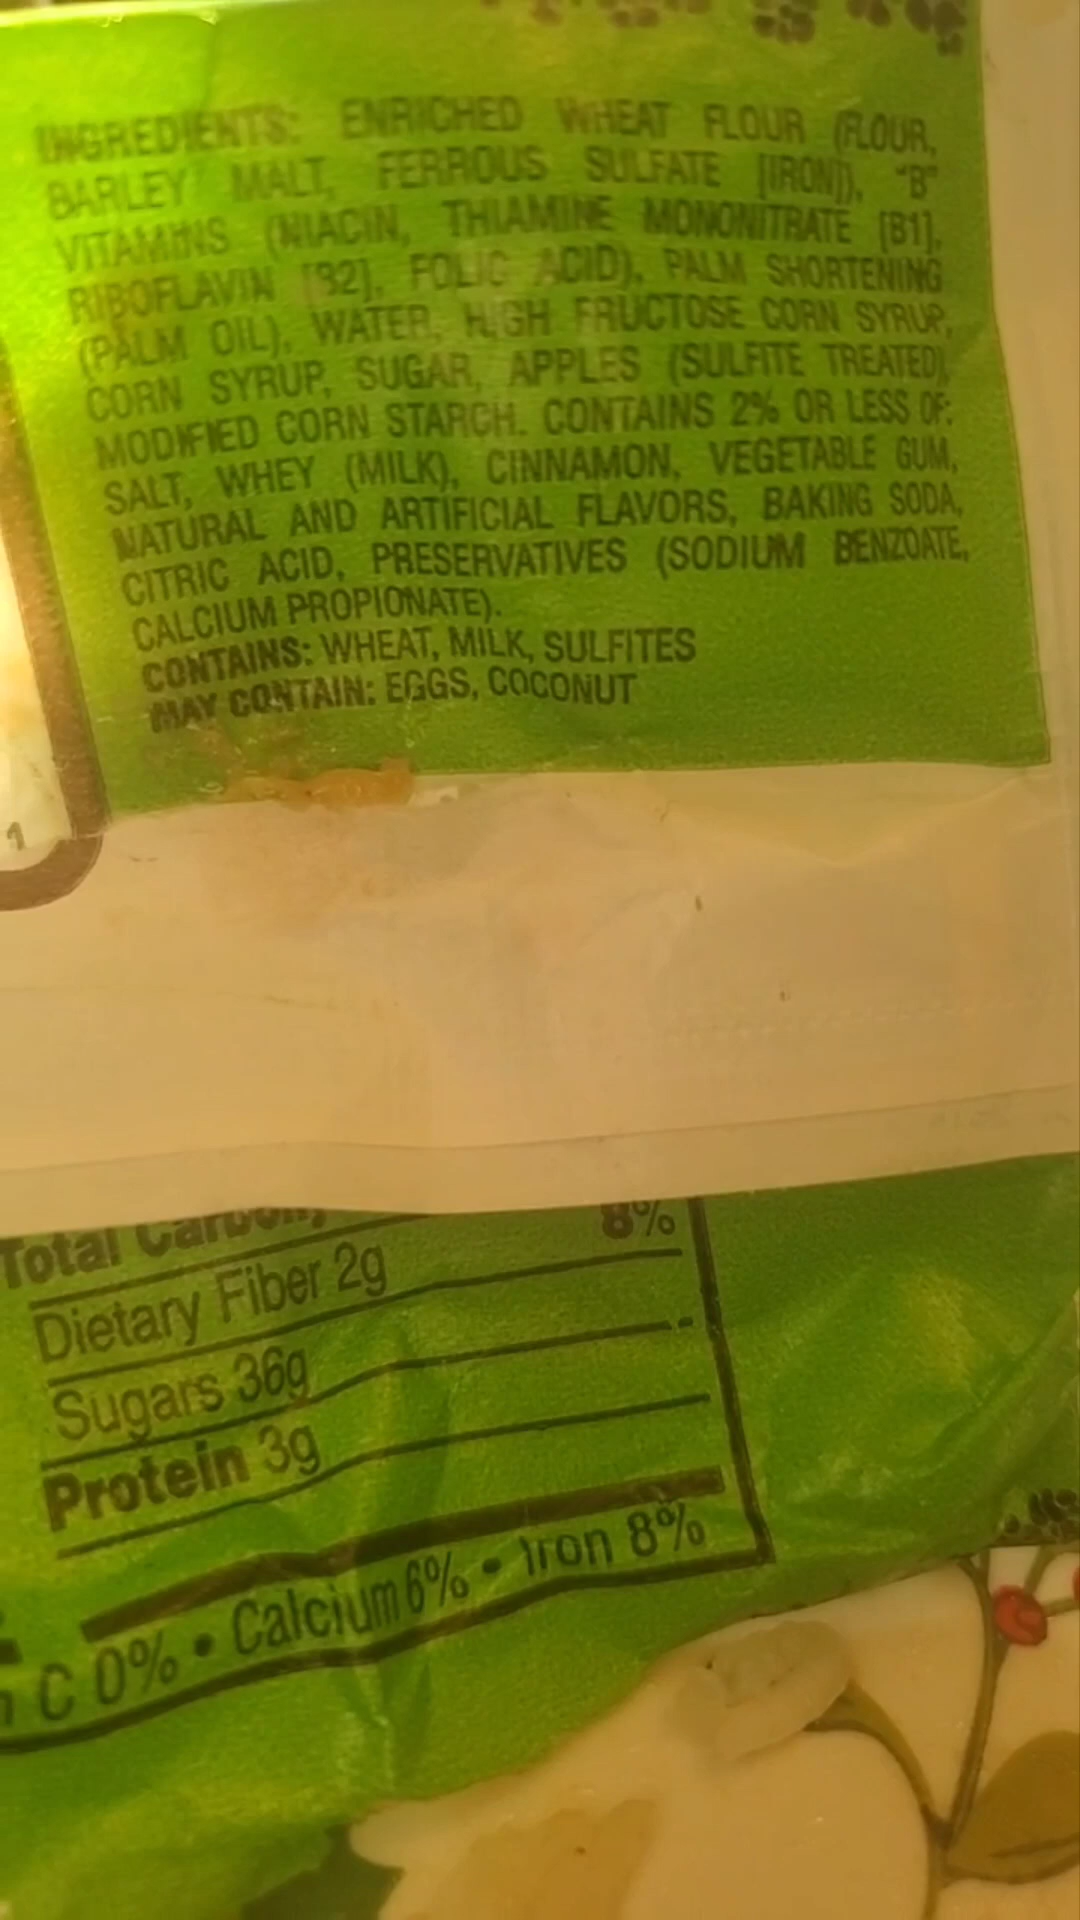 INGREDIENTS: ENRICHED WHEAT FLOUR (FLOUR,
BARLEY MALT, FERROUS SULFATE [IRON]), "B"
VITAMINS (NIACIN, THIAMINE MONONITRATE [B1],
RIBOFLAVIN [B2], FOLIC ACID), PALM SHORTENING
(PALM OIL), WATER, HIGH FRUCTOSE CORN SYRUP,
CORN SYRUP, SUGAR, APPLES (SULFITE TREATED),
MODIFIED CORN STARCH. CONTAINS 2% OR LESS OF:
SALT, WHEY (MILK), CINNAMON, VEGETABLE GUM,
NATURAL AND ARTIFICIAL FLAVORS, BAKING SODA,
CITRIC ACID, PRESERVATIVES (SODIUM BENZOATE,
CALCIUM PROPIONATE).
CONTAINS: WHEAT, MILK, SULFITES
MAY CONTAIN: EGGS, COCONUT
1
Total
Dietary Fiber 2g 8%
Sugars 36g
Protein 3g
C 0% • Calcium 6% • Iron 8%